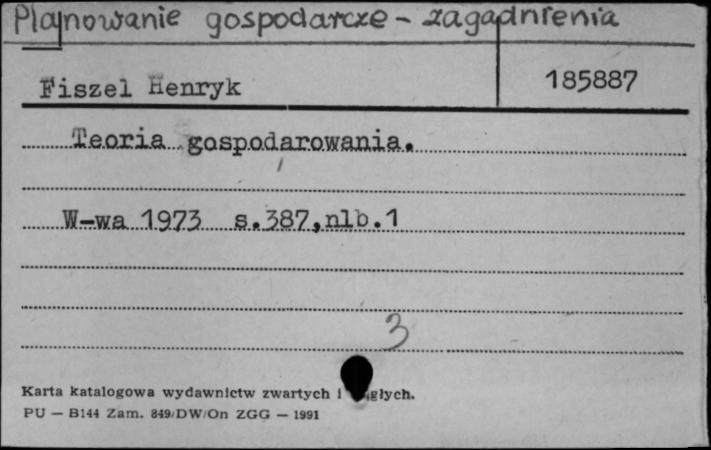 Planowanie gospodarcze - zagadnienia
Fiszel Henryk 185887
Teoria gospodarowania.
W-wa 1973 s.387,nlb.1
3
Karta katalogowa wydawnictw zwartych i
PU — B144 Zam. 849/DW/On ZGG — 1991